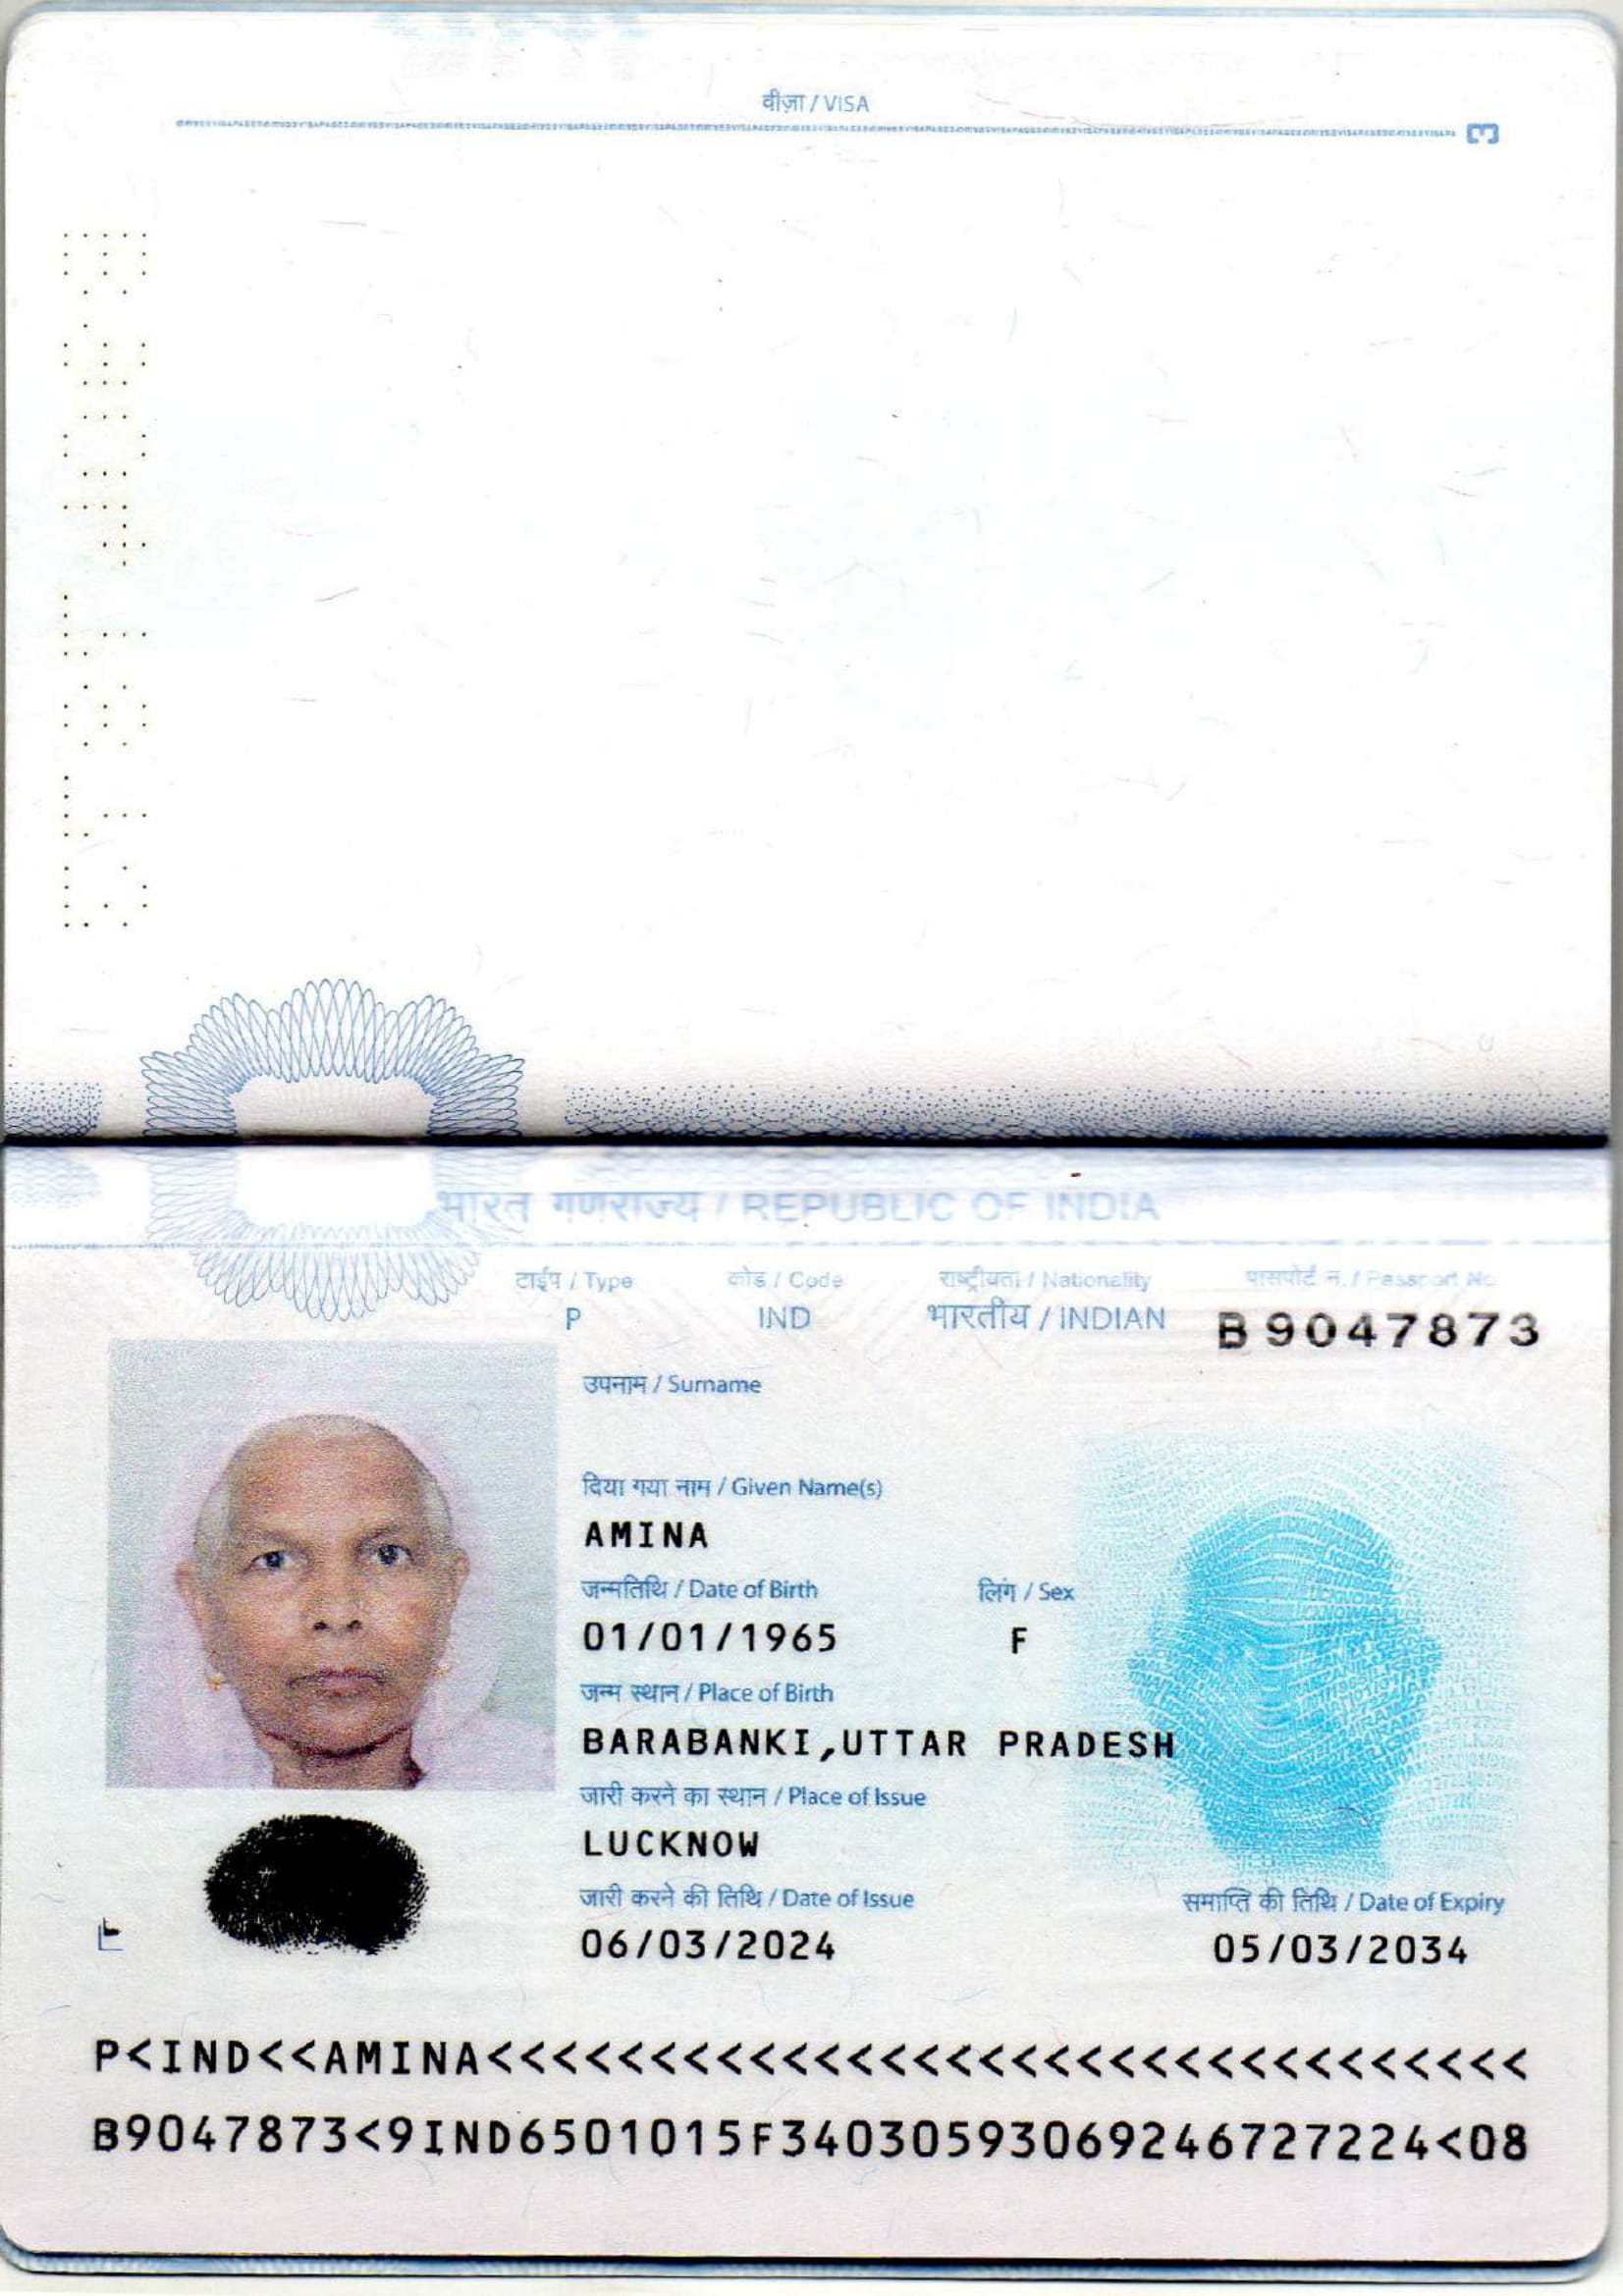 वीज़ा / VISA
3
भारत गणराज्य / REPUBLIC OF INDIA
टाईप / Type कोड / Code राष्ट्रीयता / Nationality पासपोर्ट न. / Passport No.
P IND भारतीय / INDIAN B9047873
उपनाम / Surname
दिया गया नाम / Given Name(s)
AMINA
जन्मतिथि / Date of Birth लिंग / Sex
01/01/1965 F
जन्म स्थान / Place of Birth
BARABANKI,UTTAR PRADESH
जारी करने का स्थान / Place of Issue
LUCKNOW
जारी करने की तिथि / Date of Issue समाप्ति की तिथि / Date of Expiry
06/03/2024 05/03/2034
P<IND<<AMINA<<<<<<<<<<<<<<<<<<<<<<<<<<<<<<<<
B9047873<9IND6501015F34030593069246727224<08